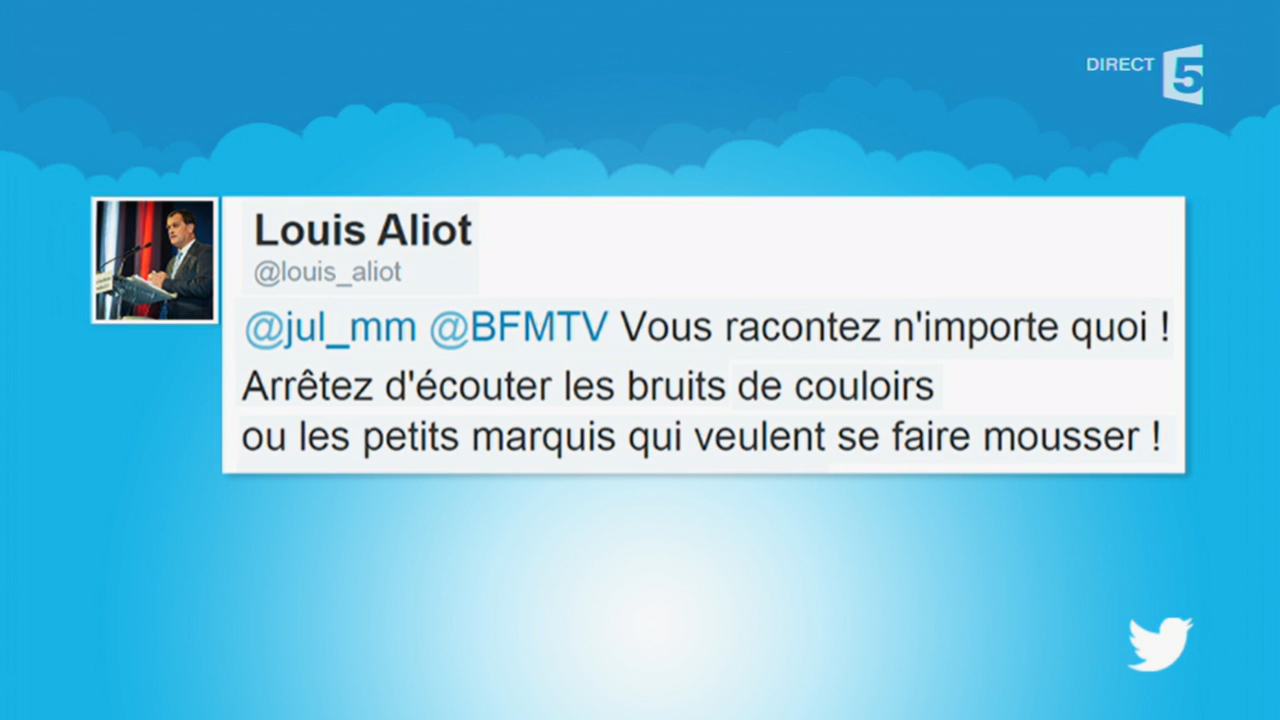 DIRECT 5
Louis Aliot
@louis_aliot
@jul_mm @BFMTV Vous racontez n'importe quoi !
Arrêtez d'écouter les bruits de couloirs
ou les petits marquis qui veulent se faire mousser !